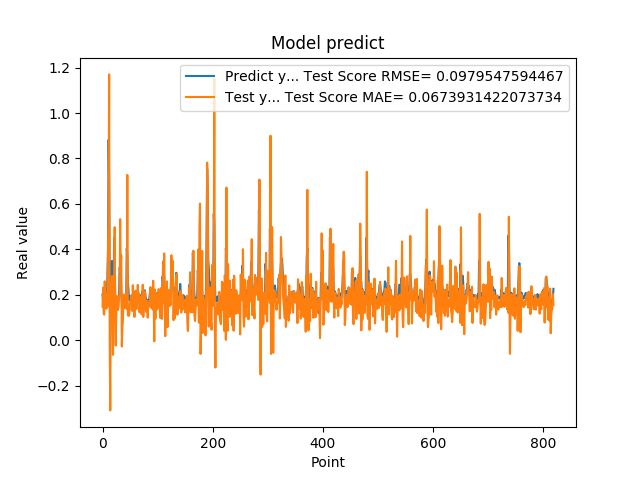 Model predict
Predict y... Test Score RMSE= 0.0979547594467
Test y... Test Score MAE= 0.0673931422073734
1.2
1.0
0.8
0.6
0.4
0.2
0.0
−0.2
Real value
0 200 400 600 800
Point